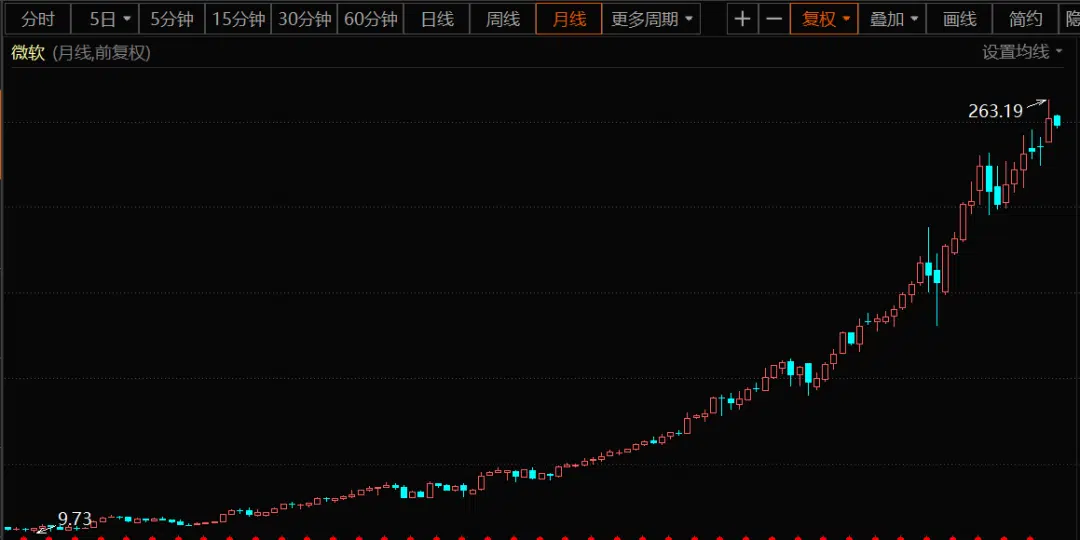 分时 5日 5分钟 15分钟 30分钟 60分钟 日线 周线 月线 更多周期 + − 复权 叠加 画线 简约 隐
微软 (月线,前复权) 设置均线
263.19
9.73